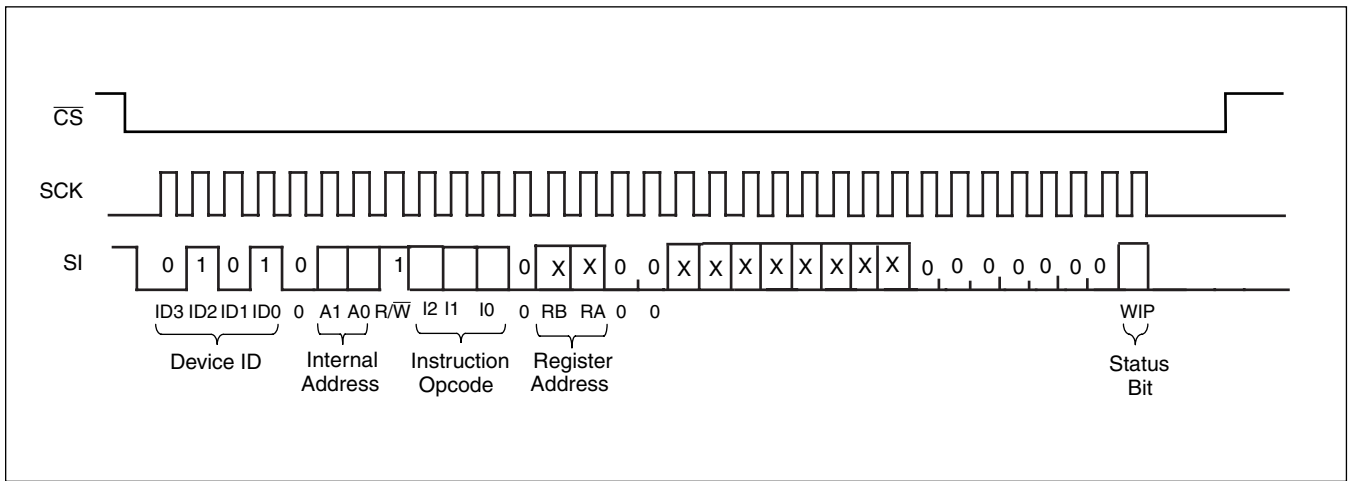 CS
SCK
SI
0 1 0 1 0 1 0 X X 0 0 X X X X X X X X 0 0 0 0 0 0 0
ID3 ID2 ID1 ID0 0 A1 A0 R/W I2 I1 I0 0 RB RA 0 0 WIP
Device ID Internal Address Instruction Opcode Register Address Status Bit